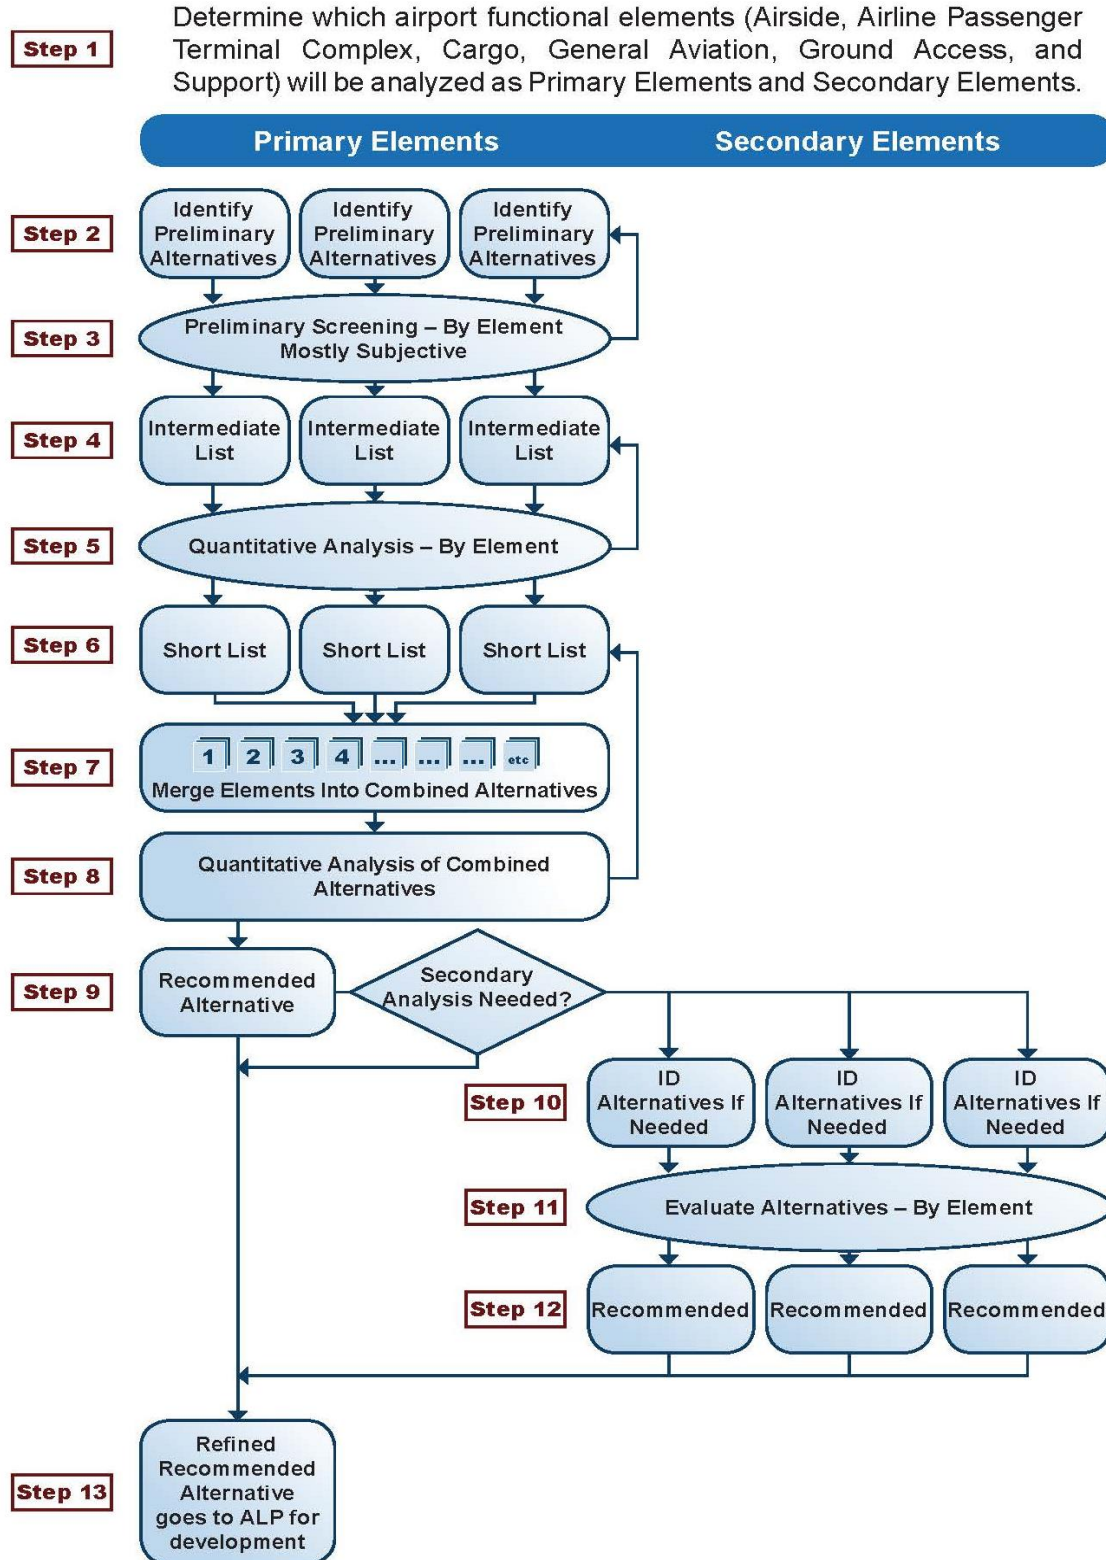 Step 1
Determine which airport functional elements (Airside, Airline Passenger
Terminal Complex, Cargo, General Aviation, Ground Access, and
Support) will be analyzed as Primary Elements and Secondary Elements.
Primary Elements
Secondary Elements
Step 2
Identify
Preliminary
Alternatives
Identify
Preliminary
Alternatives
Identify
Preliminary
Alternatives
Step 3
Preliminary Screening – By Element
Mostly Subjective
Step 4
Intermediate
List
Intermediate
List
Intermediate
List
Step 5
Quantitative Analysis – By Element
Step 6
Short List
Short List
Short List
Step 7
1 2 3 4 ... ... ... etc
Merge Elements Into Combined Alternatives
Step 8
Quantitative Analysis of Combined
Alternatives
Step 9
Recommended
Alternative
Secondary
Analysis Needed?
Step 10
ID
Alternatives If
Needed
ID
Alternatives If
Needed
ID
Alternatives If
Needed
Step 11
Evaluate Alternatives – By Element
Step 12
Recommended
Recommended
Recommended
Step 13
Refined
Recommended
Alternative
goes to ALP for
development